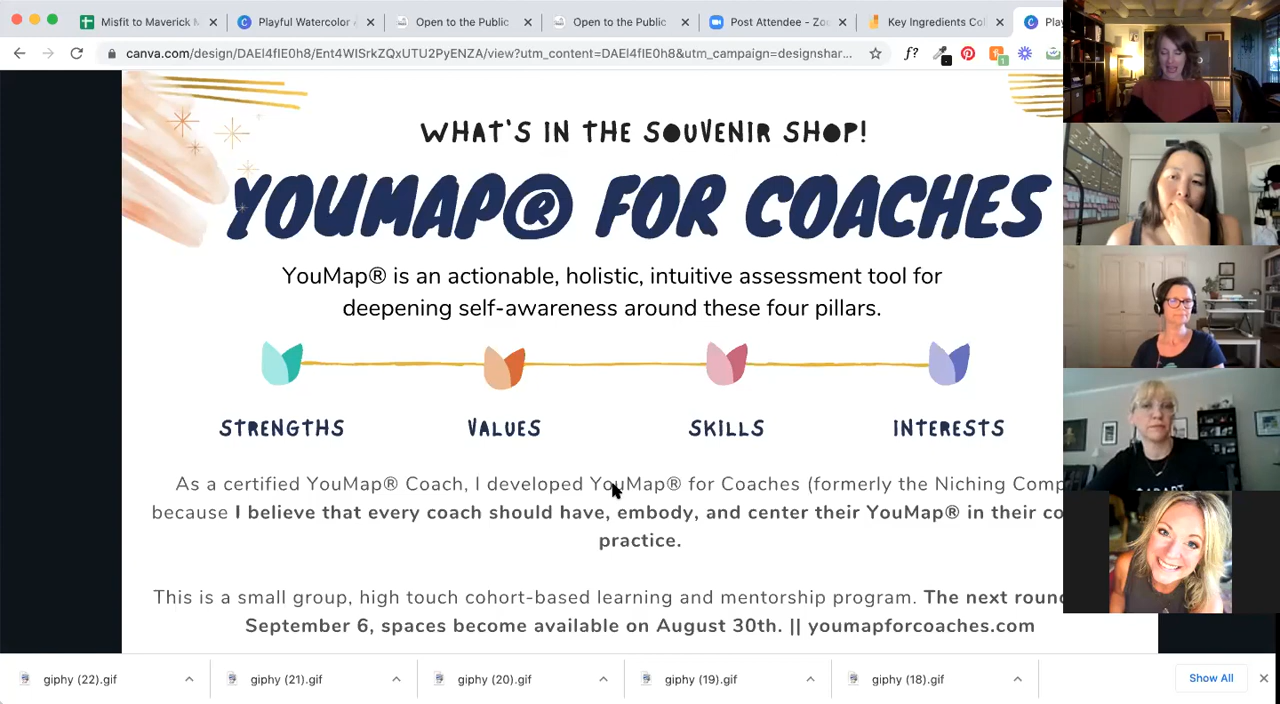 Misfit to Maverick
Playful Watercolor
Open to the Public
Open to the Public
Post Attendee - Zo
Key Ingredients Co
Play
canva.com/design/DAEl4flE0h8/Ent4WISrkZQxUTU2PyENZA/view?utm_content=DAEl4flE0h8&utm_campaign=designshar...
f?
1
WHAT'S IN THE SOUVENIR SHOP!
YOUMAP® FOR COACHES
YouMap® is an actionable, holistic, intuitive assessment tool for
deepening self-awareness around these four pillars.
STRENGTHS
VALUES
SKILLS
INTERESTS
As a certified YouMap® Coach, I developed YouMap® for Coaches (formerly the Niching Comp
because I believe that every coach should have, embody, and center their YouMap® in their co
practice.
This is a small group, high touch cohort-based learning and mentorship program. The next round
September 6, spaces become available on August 30th. || youmapforcoaches.com
giphy (22).gif
giphy (21).gif
giphy (20).gif
giphy (19).gif
giphy (18).gif
Show All